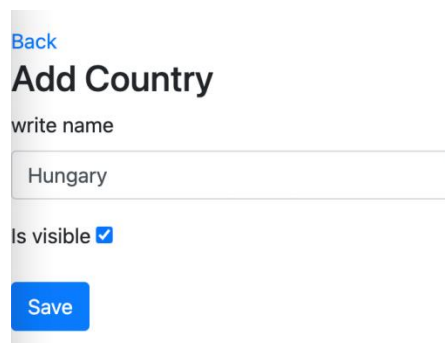 Back
Add Country
write name
Hungary
Is visible
Save